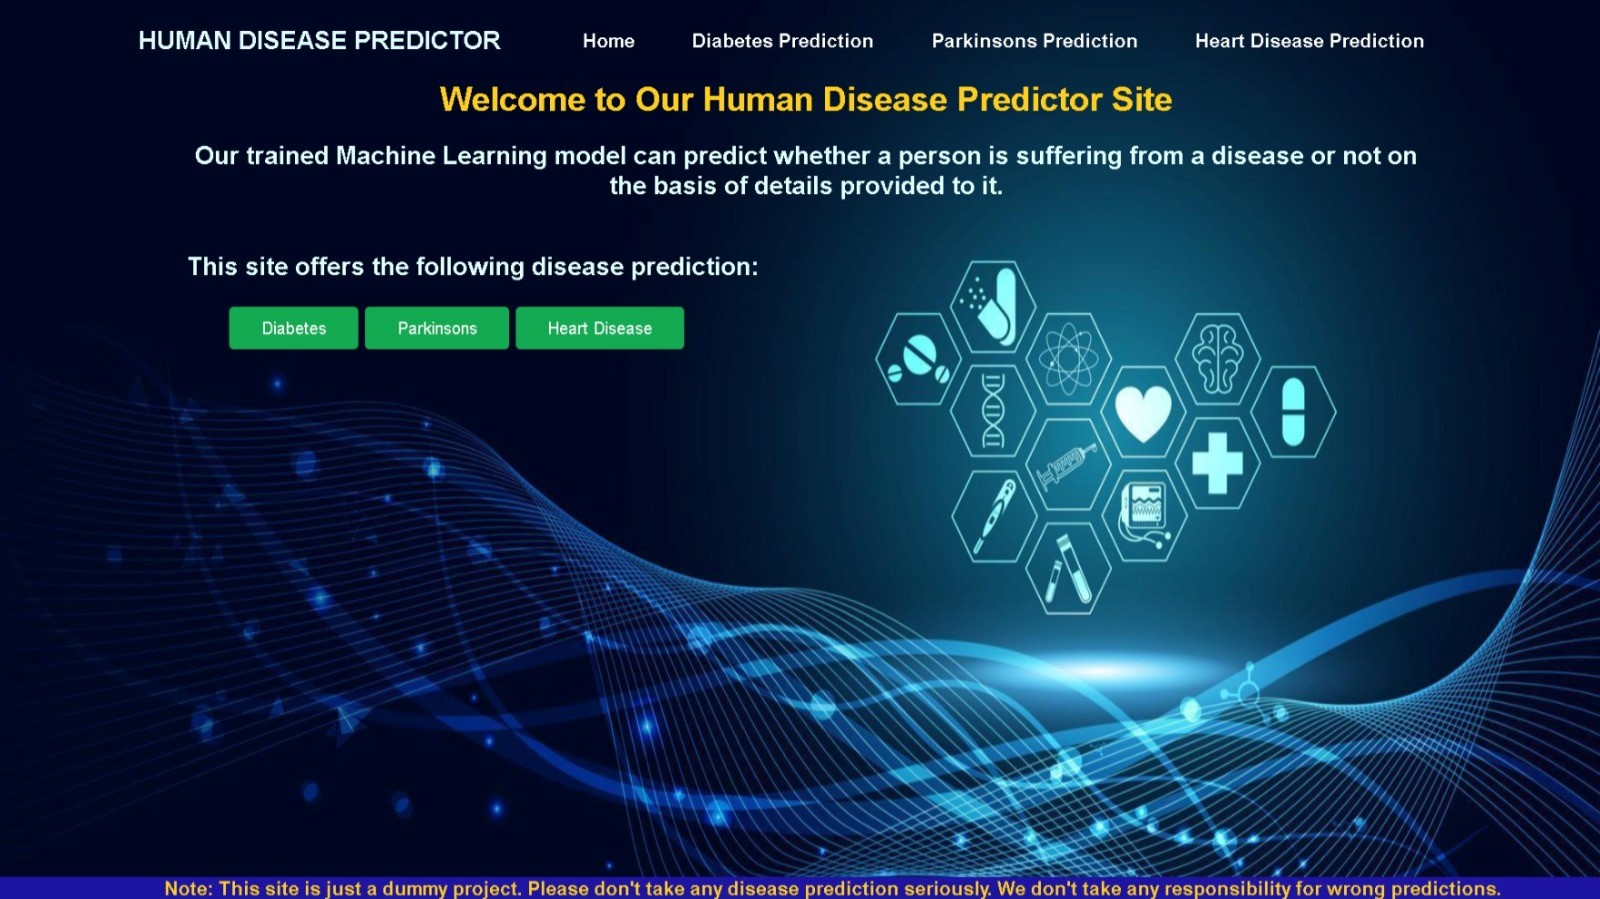 HUMAN DISEASE PREDICTOR Home Diabetes Prediction Parkinsons Prediction Heart Disease Prediction
Welcome to Our Human Disease Predictor Site
Our trained Machine Learning model can predict whether a person is suffering from a disease or not on
the basis of details provided to it.
This site offers the following disease prediction:
Diabetes Parkinsons Heart Disease
Note: This site is just a dummy project. Please don't take any disease prediction seriously. We don't take any responsibility for wrong predictions.